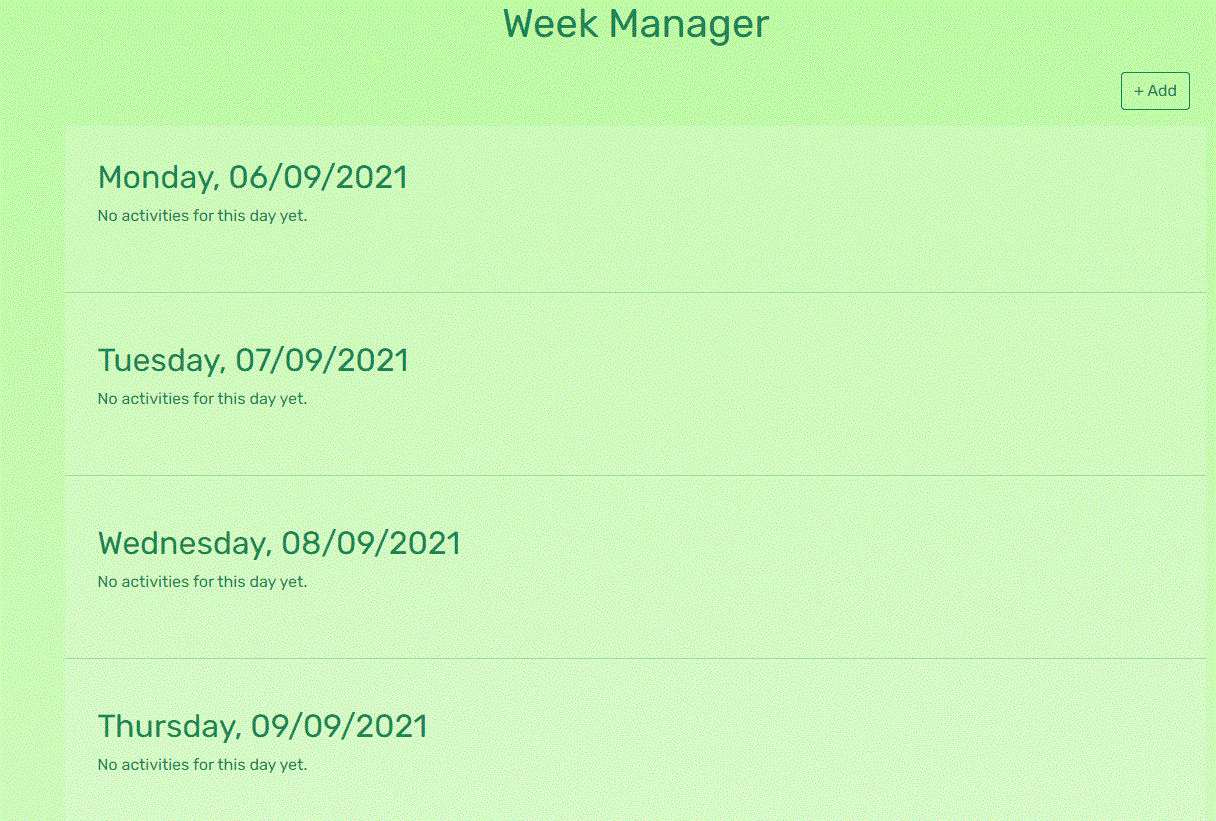 Week Manager
+ Add
Monday, 06/09/2021
No activities for this day yet.
Tuesday, 07/09/2021
No activities for this day yet.
Wednesday, 08/09/2021
No activities for this day yet.
Thursday, 09/09/2021
No activities for this day yet.